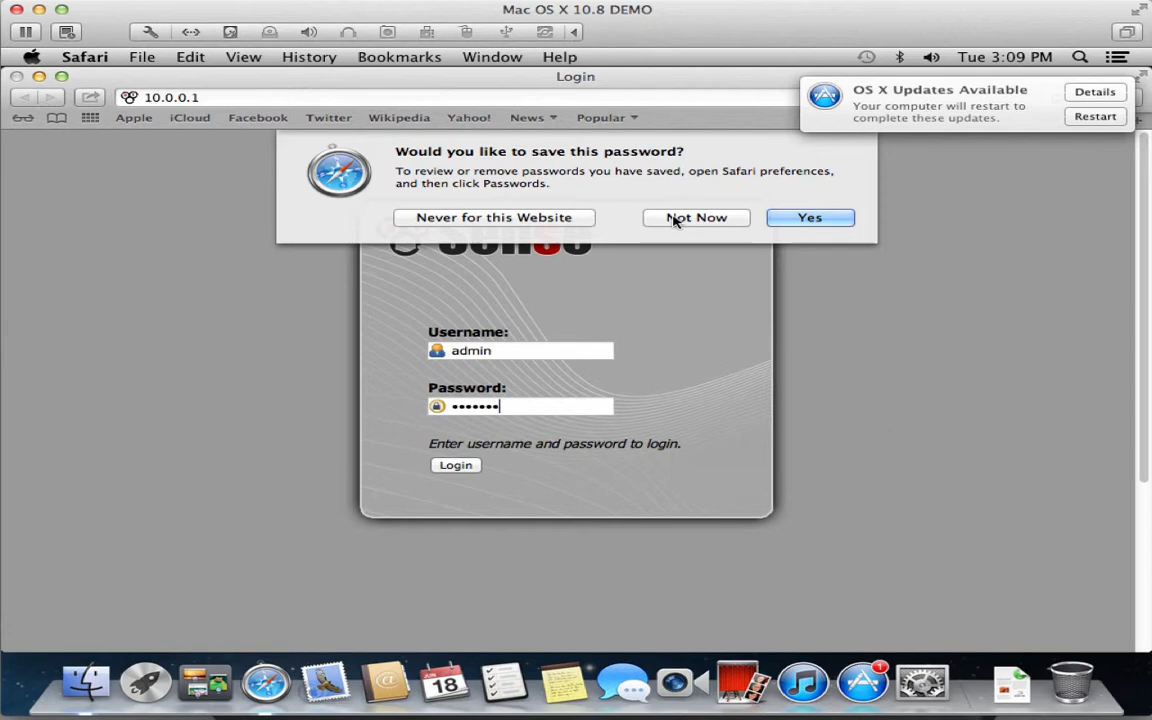 Mac OS X 10.8 DEMO
Safari File Edit View History Bookmarks Window Help Tue 3:09 PM
Login
10.0.0.1
Apple iCloud Facebook Twitter Wikipedia Yahoo! News Popular
OS X Updates Available
Your computer will restart to
complete these updates.
Details
Restart
Would you like to save this password?
To review or remove passwords you have saved, open Safari preferences,
and then click Passwords.
Never for this Website Not Now Yes
Sense
Username:
admin
Password:
•••••••
Enter username and password to login.
Login
18
1